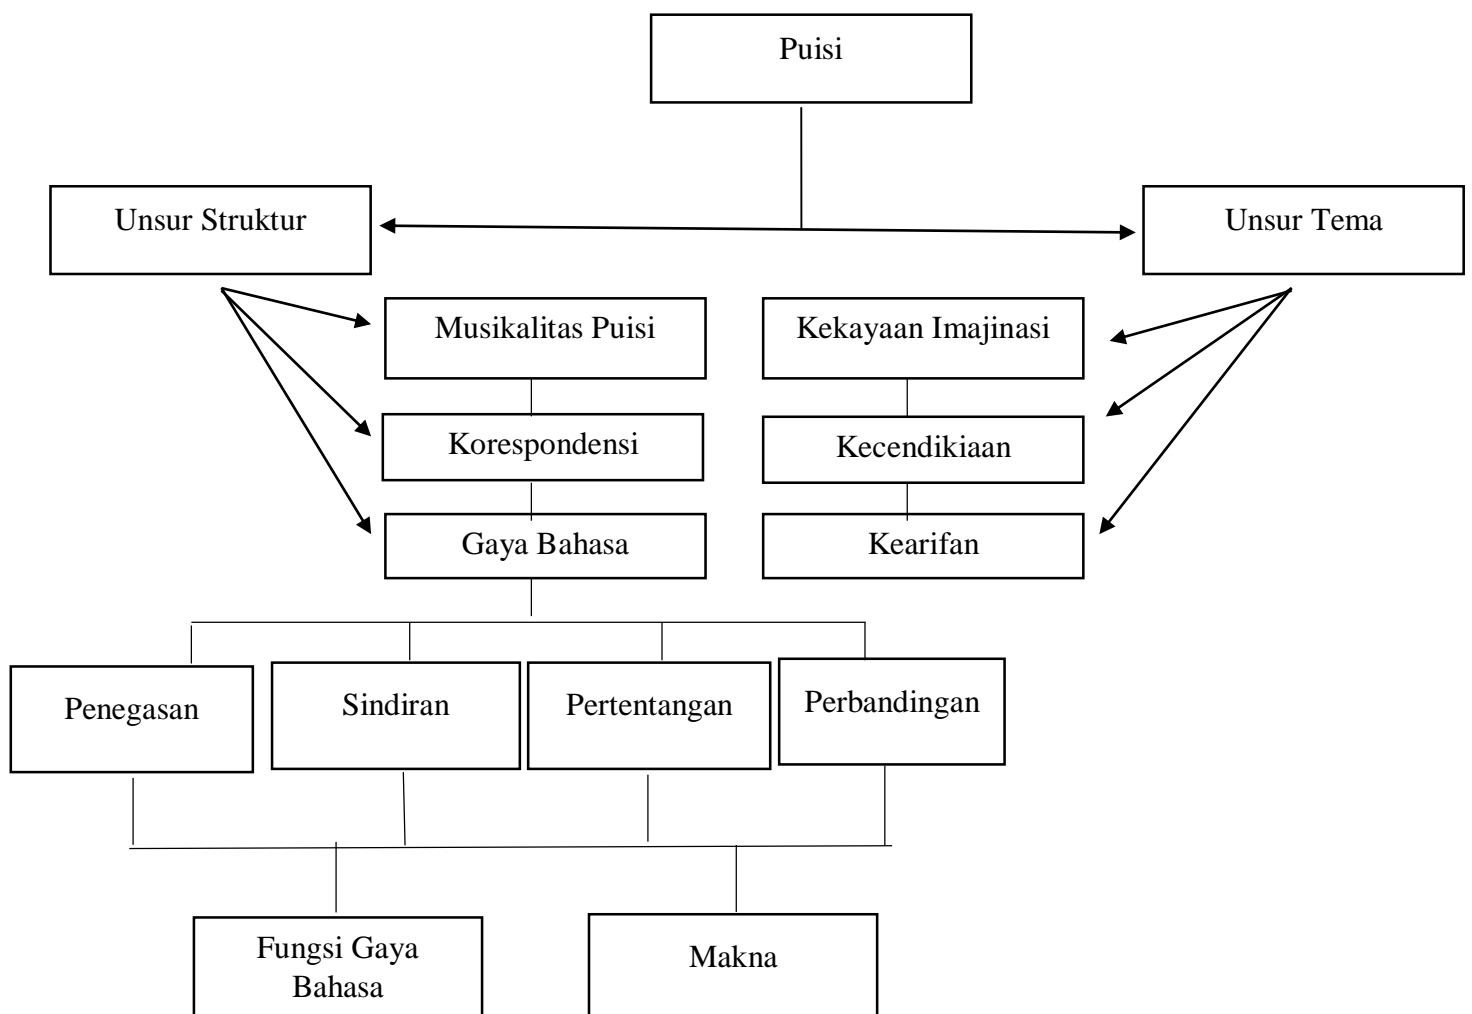 Puisi
Unsur Struktur
Unsur Tema
Musikalitas Puisi
Kekayaan Imajinasi
Korespondensi
Kecendikiaan
Gaya Bahasa
Kearifan
Penegasan
Sindiran
Pertentangan
Perbandingan
Fungsi Gaya
Bahasa
Makna